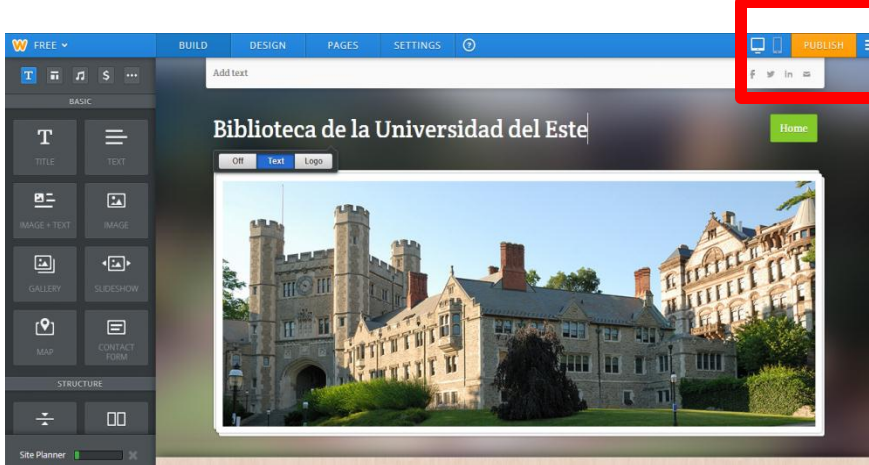 FREE
BUILD
DESIGN
PAGES
SETTINGS
PUBLISH
BASIC
TITLE
TEXT
IMAGE + TEXT
IMAGE
GALLERY
SLIDESHOW
MAP
CONTACT
FORM
STRUCTURE
Site Planner
Add text
Biblioteca de la Universidad del Este
Home
Off
Text
Logo